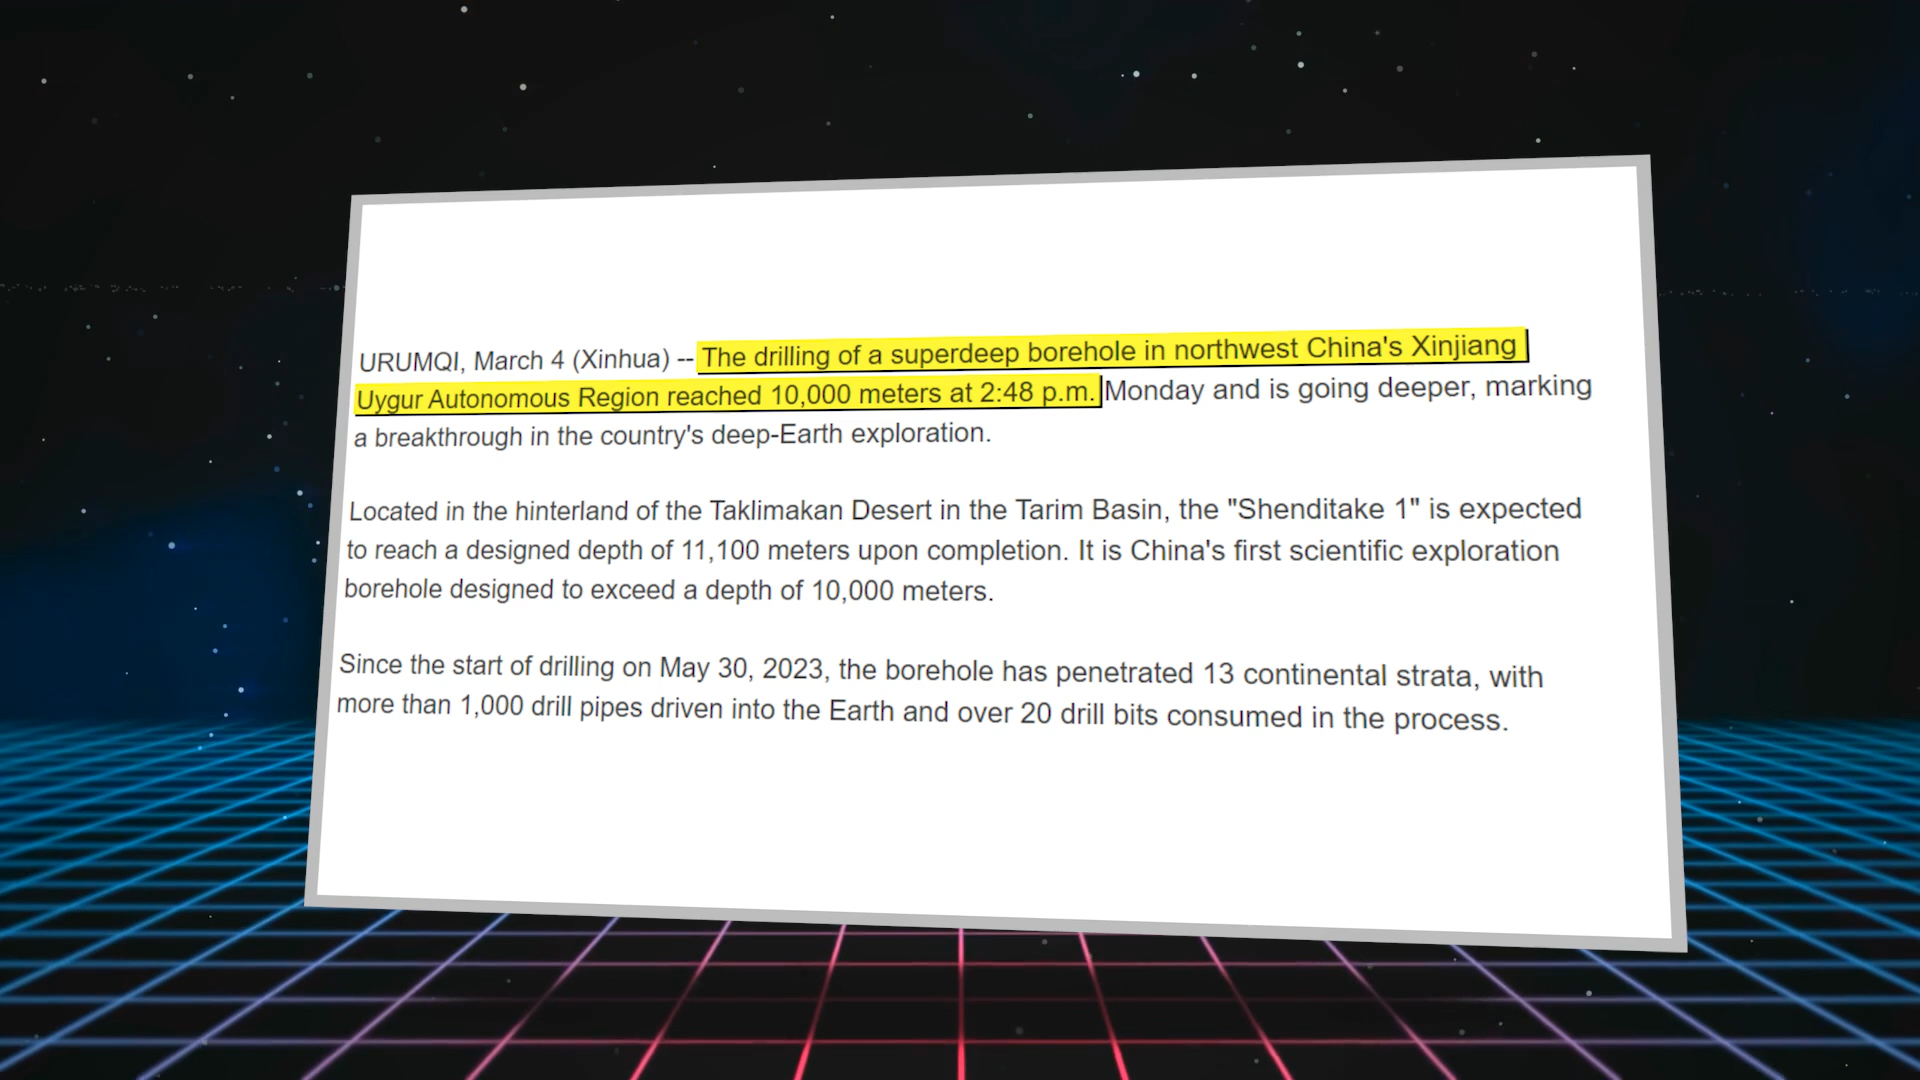 URUMQI, March 4 (Xinhua) -- The drilling of a superdeep borehole in northwest China's Xinjiang
Uygur Autonomous Region reached 10,000 meters at 2:48 p.m. Monday and is going deeper, marking
a breakthrough in the country's deep-Earth exploration.
Located in the hinterland of the Taklimakan Desert in the Tarim Basin, the "Shenditake 1" is expected
to reach a designed depth of 11,100 meters upon completion. It is China's first scientific exploration
borehole designed to exceed a depth of 10,000 meters.
Since the start of drilling on May 30, 2023, the borehole has penetrated 13 continental strata, with
more than 1,000 drill pipes driven into the Earth and over 20 drill bits consumed in the process.